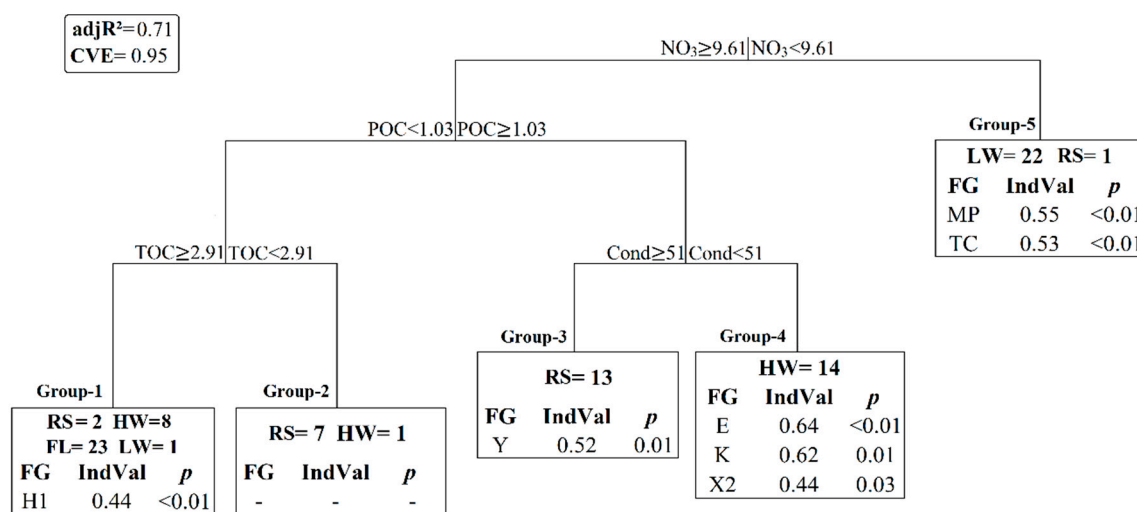 adjR²=0.71
CVE= 0.95
NO₃≥9.61 NO₃<9.61
POC<1.03 POC≥1.03
TOC≥2.91 TOC<2.91
Cond≥51 Cond<51
Group-1
RS= 2 HW=8
FL= 23 LW= 1
FG IndVal p
H1 0.44 <0.01
Group-2
RS= 7 HW= 1
FG IndVal p
- - -
Group-3
RS= 13
FG IndVal p
Y 0.52 0.01
Group-4
HW= 14
FG IndVal p
E 0.64 <0.01
K 0.62 0.01
X2 0.44 0.03
Group-5
LW= 22 RS= 1
FG IndVal p
MP 0.55 <0.01
TC 0.53 <0.01